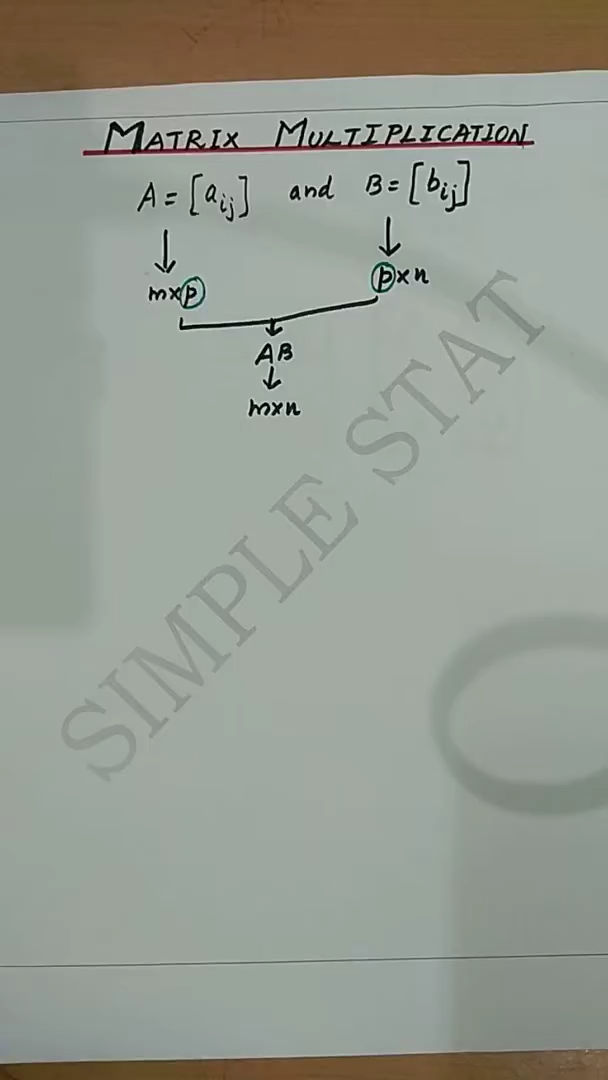 MATRIX MULTIPLICATION
A = [aij] and B = [bij]
↓ ↓
m×p p×n
↓
AB
↓
m×n
SIMPLE STAT